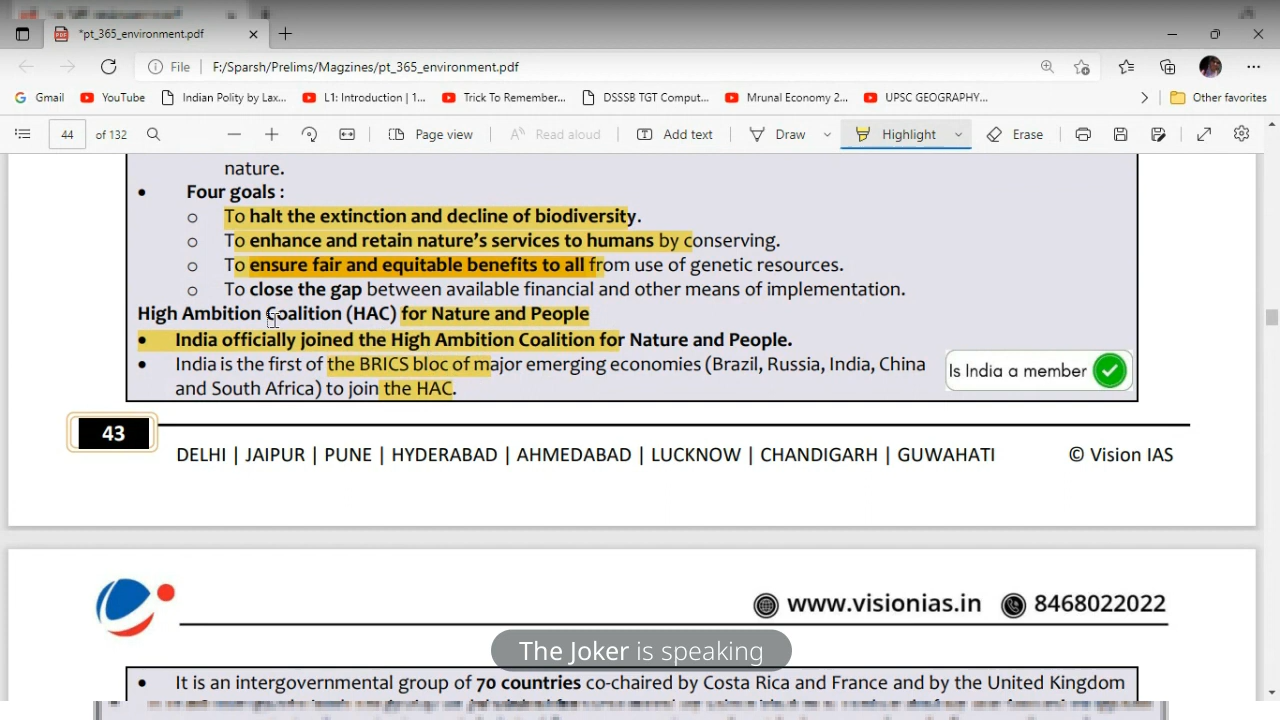 *pt_365_environment.pdf
File F:/Sparsh/Prelims/Magzines/pt_365_environment.pdf
Gmail YouTube Indian Polity by Lax... L1: Introduction | 1... Trick To Remember... DSSSB TGT Comput... Mrunal Economy 2... UPSC GEOGRAPHY... Other favorites
44 of 132 Page view Read aloud Add text Draw Highlight Erase
nature.
• Four goals :
o To halt the extinction and decline of biodiversity.
o To enhance and retain nature's services to humans by conserving.
o To ensure fair and equitable benefits to all from use of genetic resources.
o To close the gap between available financial and other means of implementation.
High Ambition Coalition (HAC) for Nature and People
• India officially joined the High Ambition Coalition for Nature and People.
• India is the first of the BRICS bloc of major emerging economies (Brazil, Russia, India, China
and South Africa) to join the HAC.
Is India a member
43
DELHI | JAIPUR | PUNE | HYDERABAD | AHMEDABAD | LUCKNOW | CHANDIGARH | GUWAHATI © Vision IAS
www.visionias.in 8468022022
The Joker is speaking
• It is an intergovernmental group of 70 countries co-chaired by Costa Rica and France and by the United Kingdom